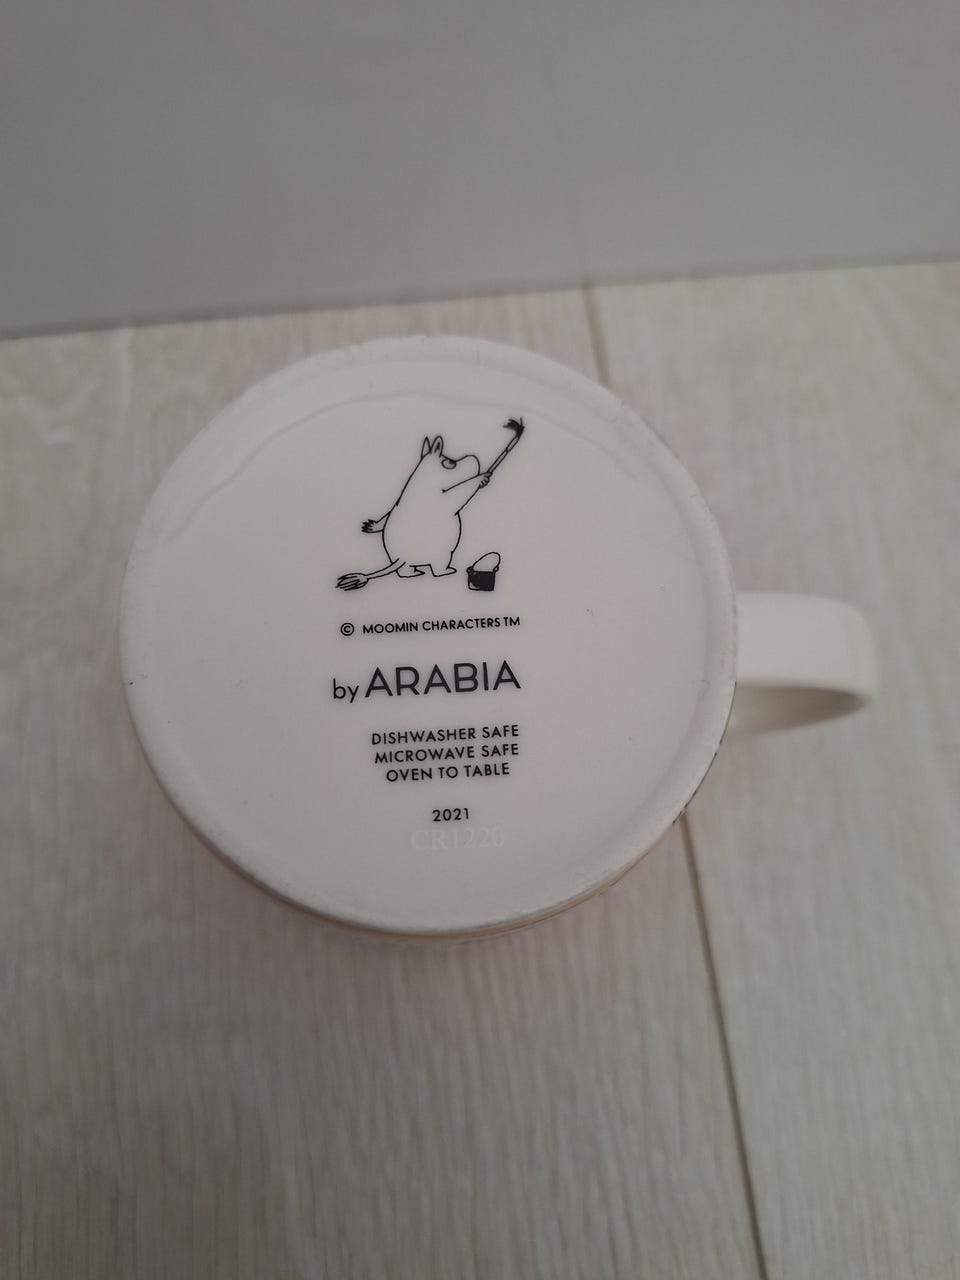 © MOOMIN CHARACTERS TM
by ARABIA
DISHWASHER SAFE
MICROWAVE SAFE
OVEN TO TABLE
2021
CR1220